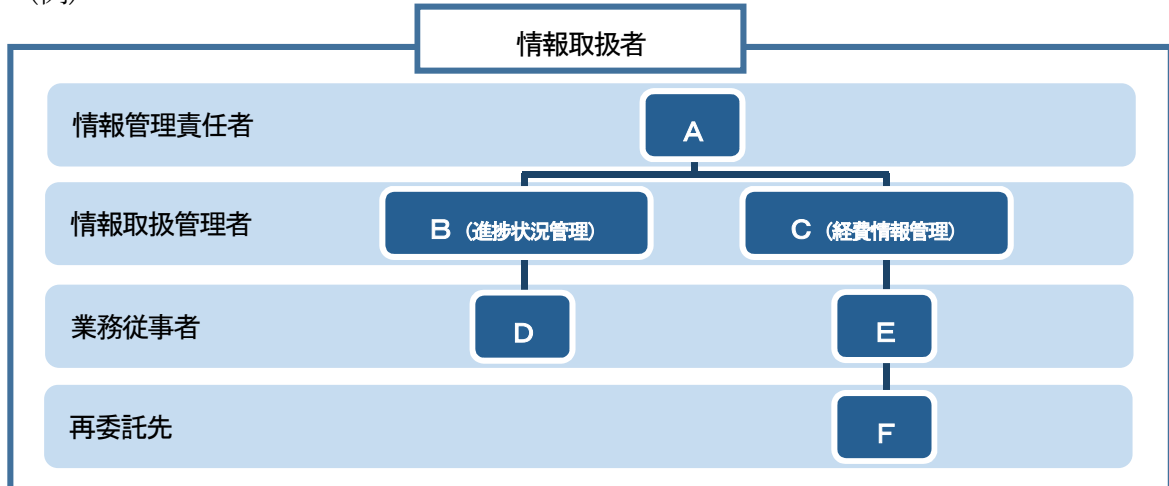 (例)
情報取扱者
情報管理責任者
A
情報取扱管理者
B(進捗状況管理)
C(経費情報管理)
業務従事者
D
E
再委託先
F